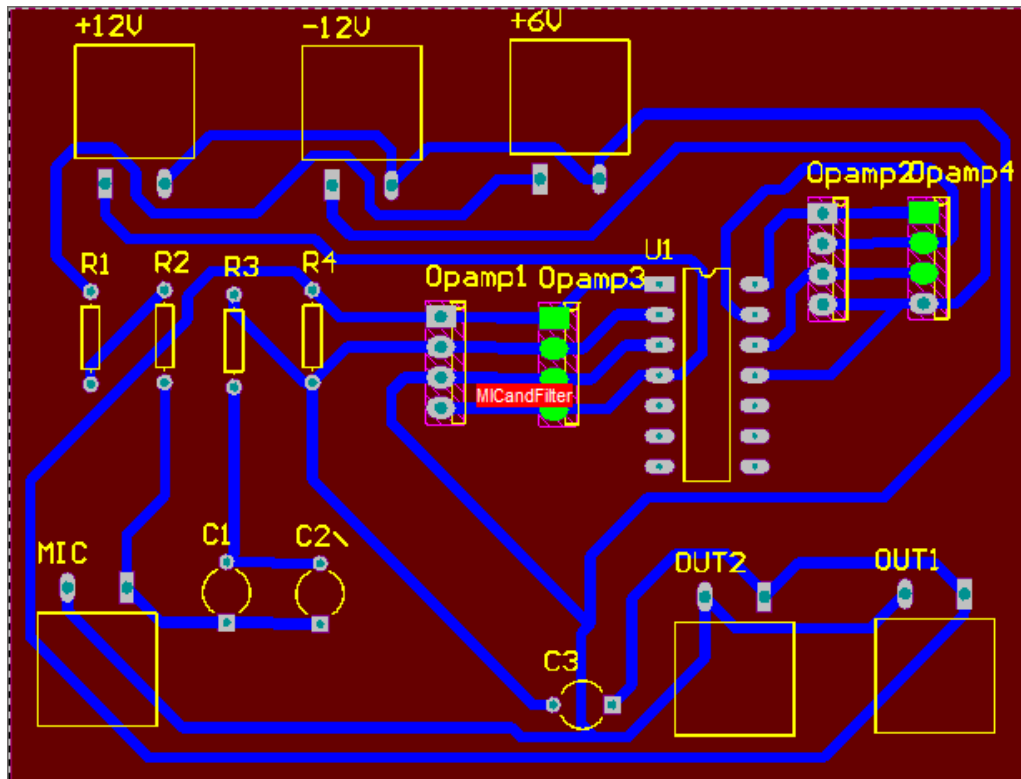 +12V
-12V
+6V
Opamp2
Opamp4
R1
R2
R3
R4
Opamp1
Opamp3
U1
MICandFilter
MIC
C1
C2\
OUT2
OUT1
C3